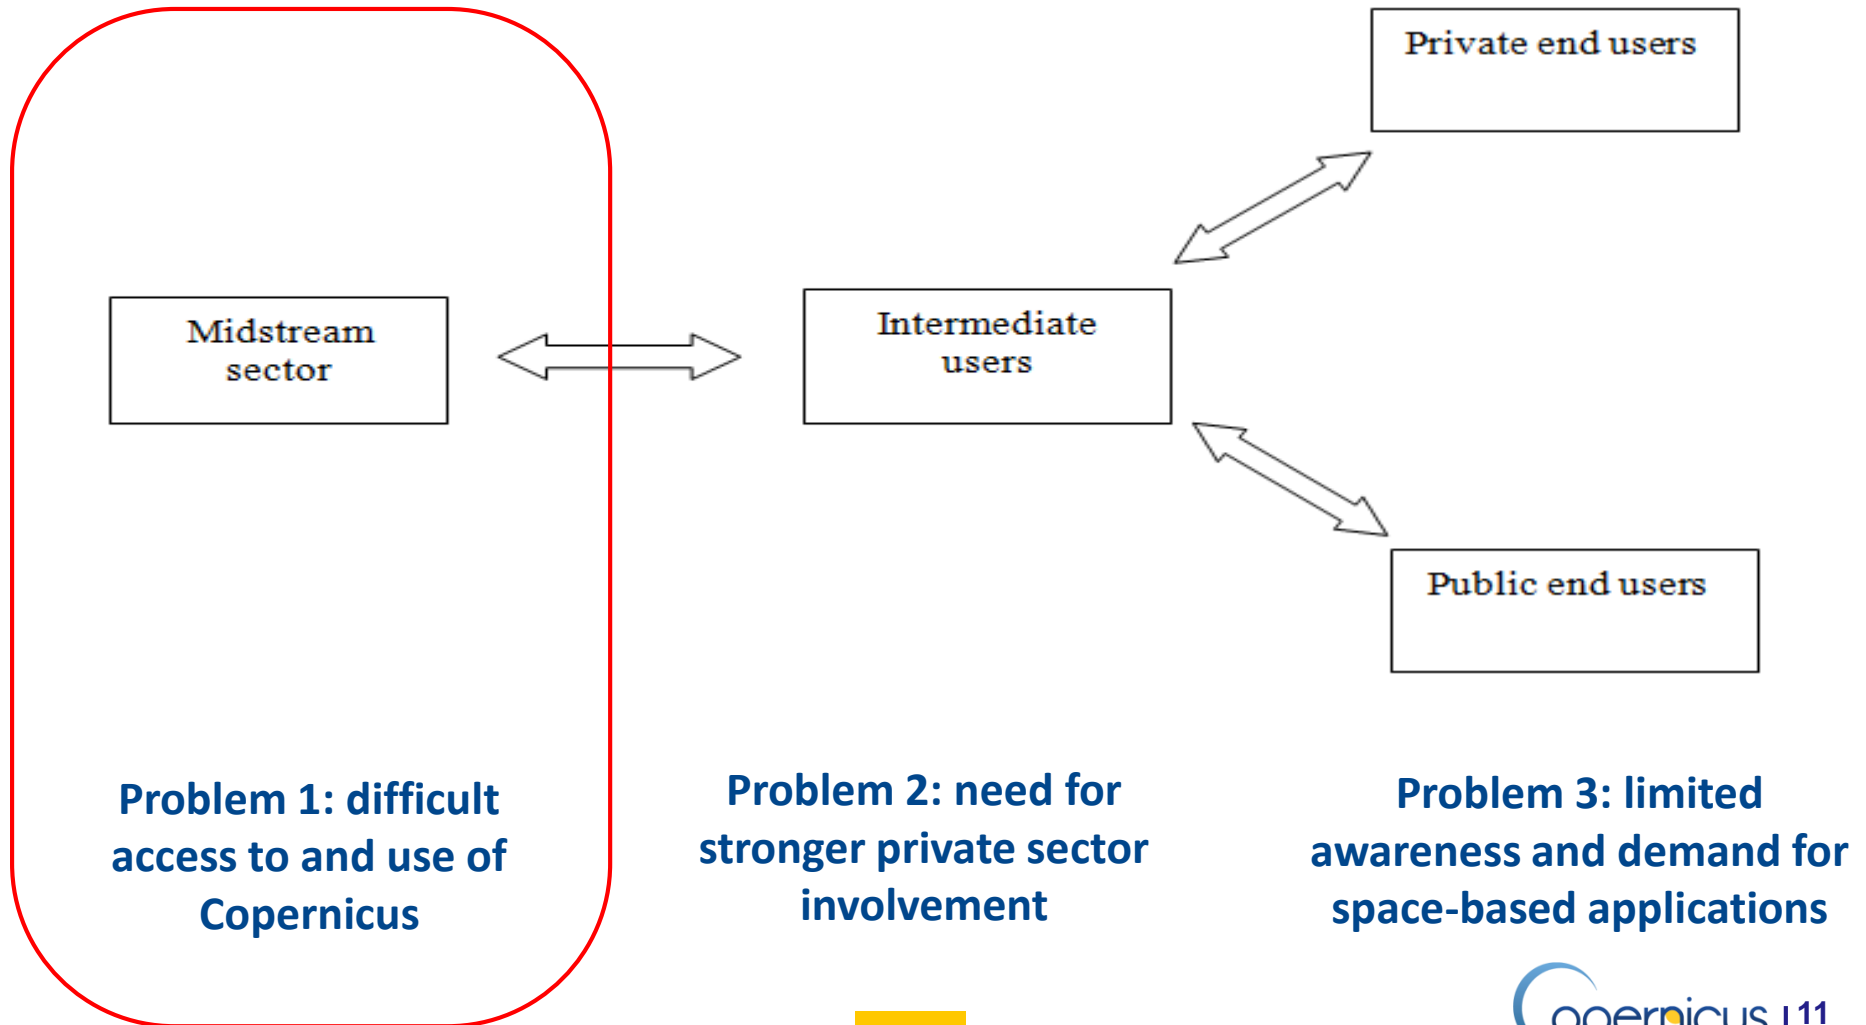 Private end users
Midstream
sector
Intermediate
users
Public end users
Problem 1: difficult
access to and use of
Copernicus
Problem 2: need for
stronger private sector
involvement
Problem 3: limited
awareness and demand for
space-based applications
opernicus | 11